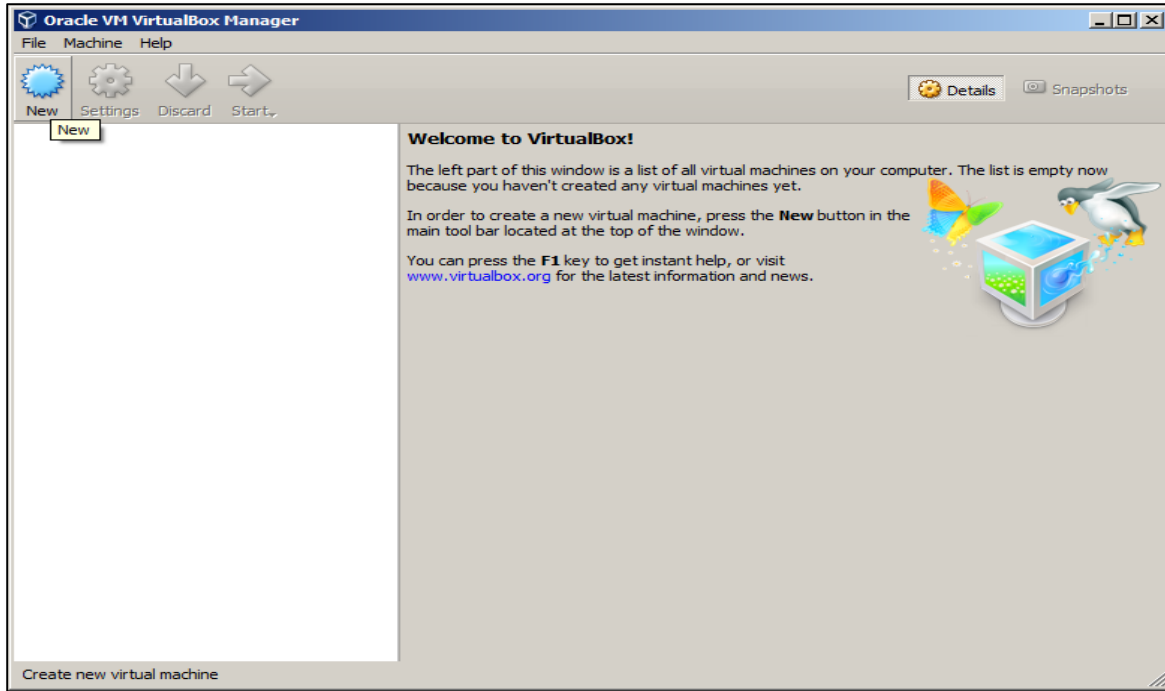 Oracle VM VirtualBox Manager
File Machine Help
New Settings Discard Start
Details Snapshots
New
Welcome to VirtualBox!
The left part of this window is a list of all virtual machines on your computer. The list is empty now
because you haven't created any virtual machines yet.
In order to create a new virtual machine, press the New button in the
main tool bar located at the top of the window.
You can press the F1 key to get instant help, or visit
www.virtualbox.org for the latest information and news.
Create new virtual machine